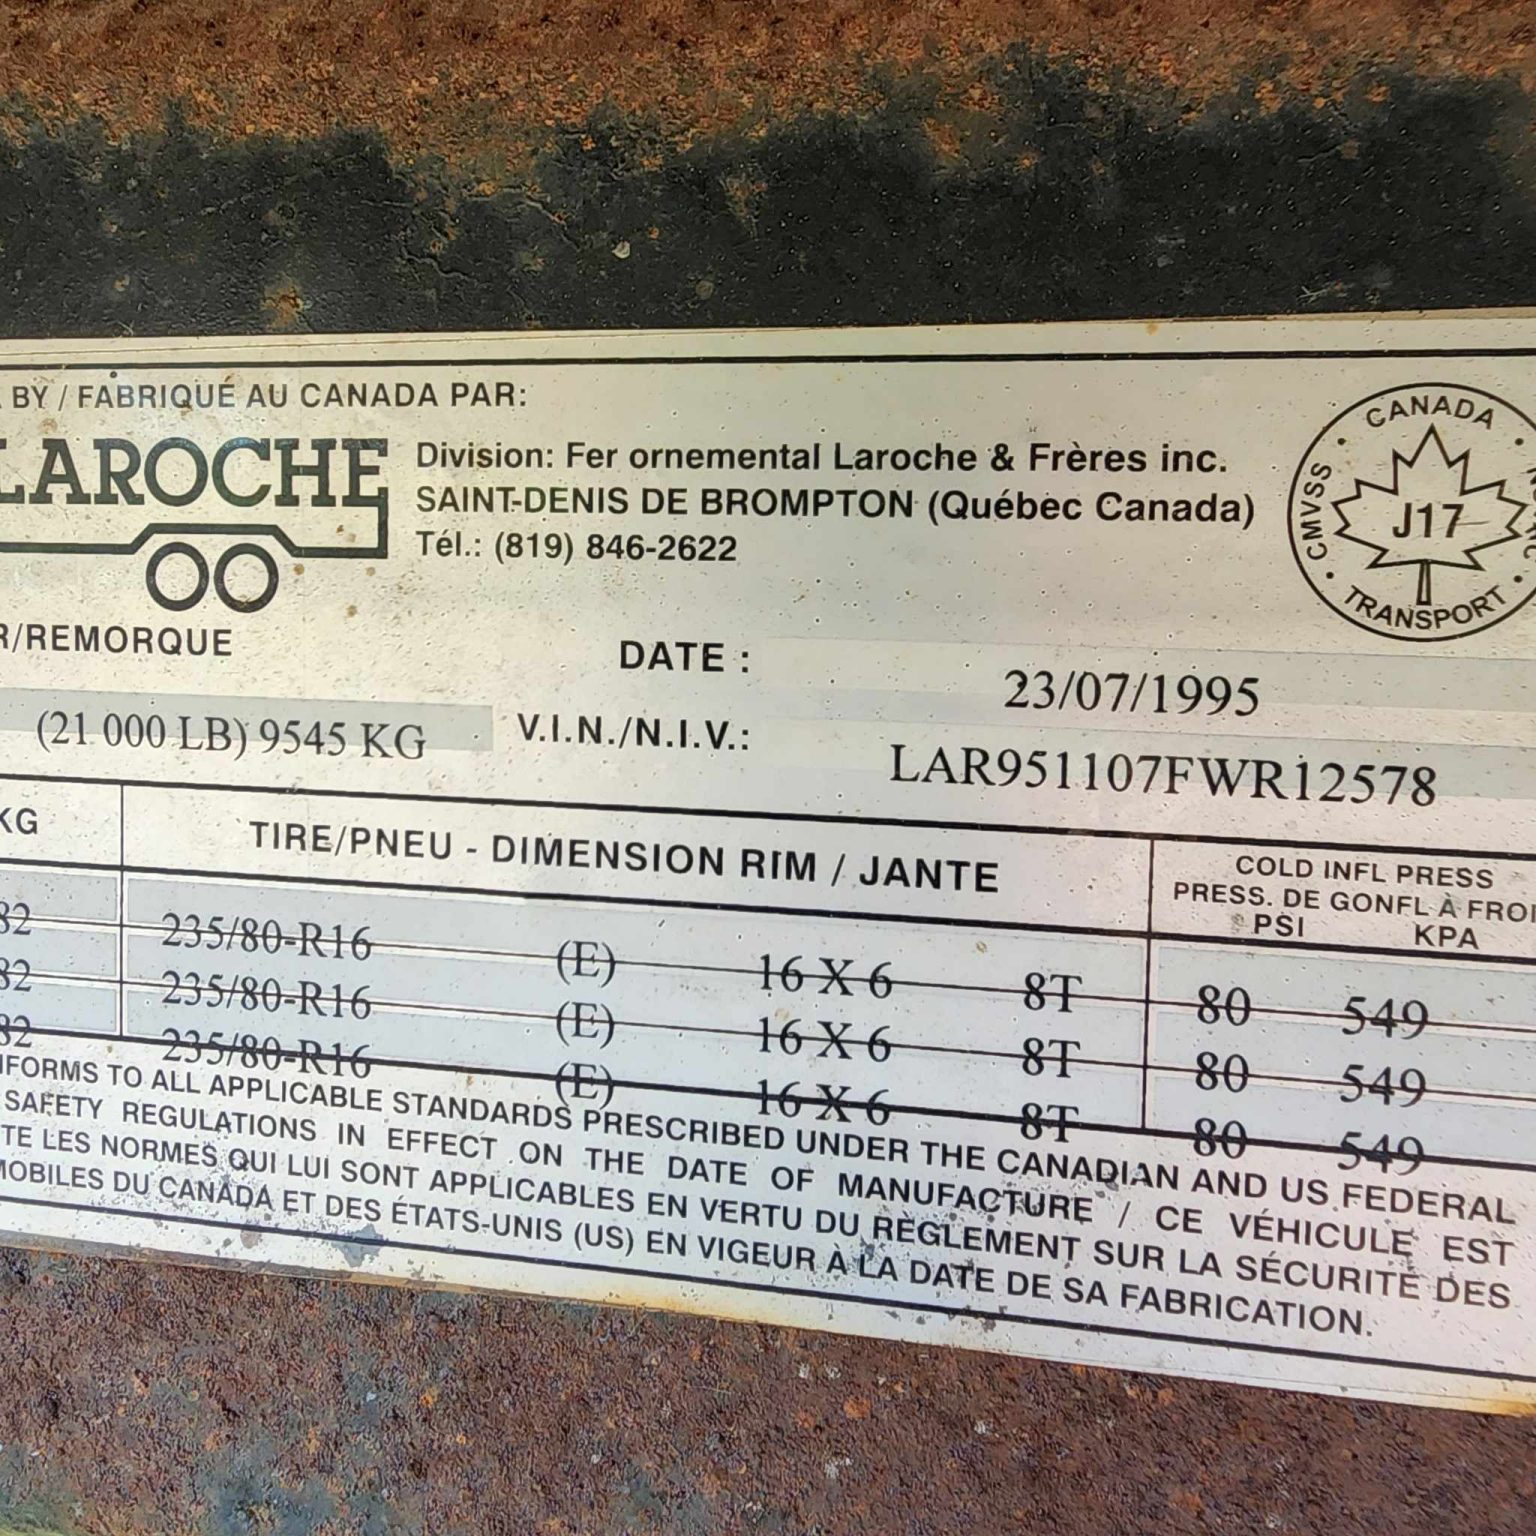 BY / FABRIQUÉ AU CANADA PAR:
LAROCHE
Division: Fer ornemental Laroche & Frères inc.
SAINT-DENIS DE BROMPTON (Québec Canada)
Tél.: (819) 846-2622
CANADA
CMVSS
J17
TRANSPORT
R/REMORQUE
DATE :
23/07/1995
(21 000 LB) 9545 KG
V.I.N./N.I.V.:
LAR951107FWR12578
KG
TIRE/PNEU - DIMENSION RIM / JANTE
COLD INFL PRESS
PRESS. DE GONFL À FROI
PSI KPA
82 235/80-R16 (E) 16 X 6 8T 80 549
82 235/80-R16 (E) 16 X 6 8T 80 549
82 235/80-R16 (E) 16 X 6 8T 80 549
FORMS TO ALL APPLICABLE STANDARDS PRESCRIBED UNDER THE CANADIAN AND US FEDERAL
SAFETY REGULATIONS IN EFFECT ON THE DATE OF MANUFACTURE / CE VÉHICULE EST
TE LES NORMES QUI LUI SONT APPLICABLES EN VERTU DU RÈGLEMENT SUR LA SÉCURITÉ DES
MOBILES DU CANADA ET DES ÉTATS-UNIS (US) EN VIGEUR À LA DATE DE SA FABRICATION.